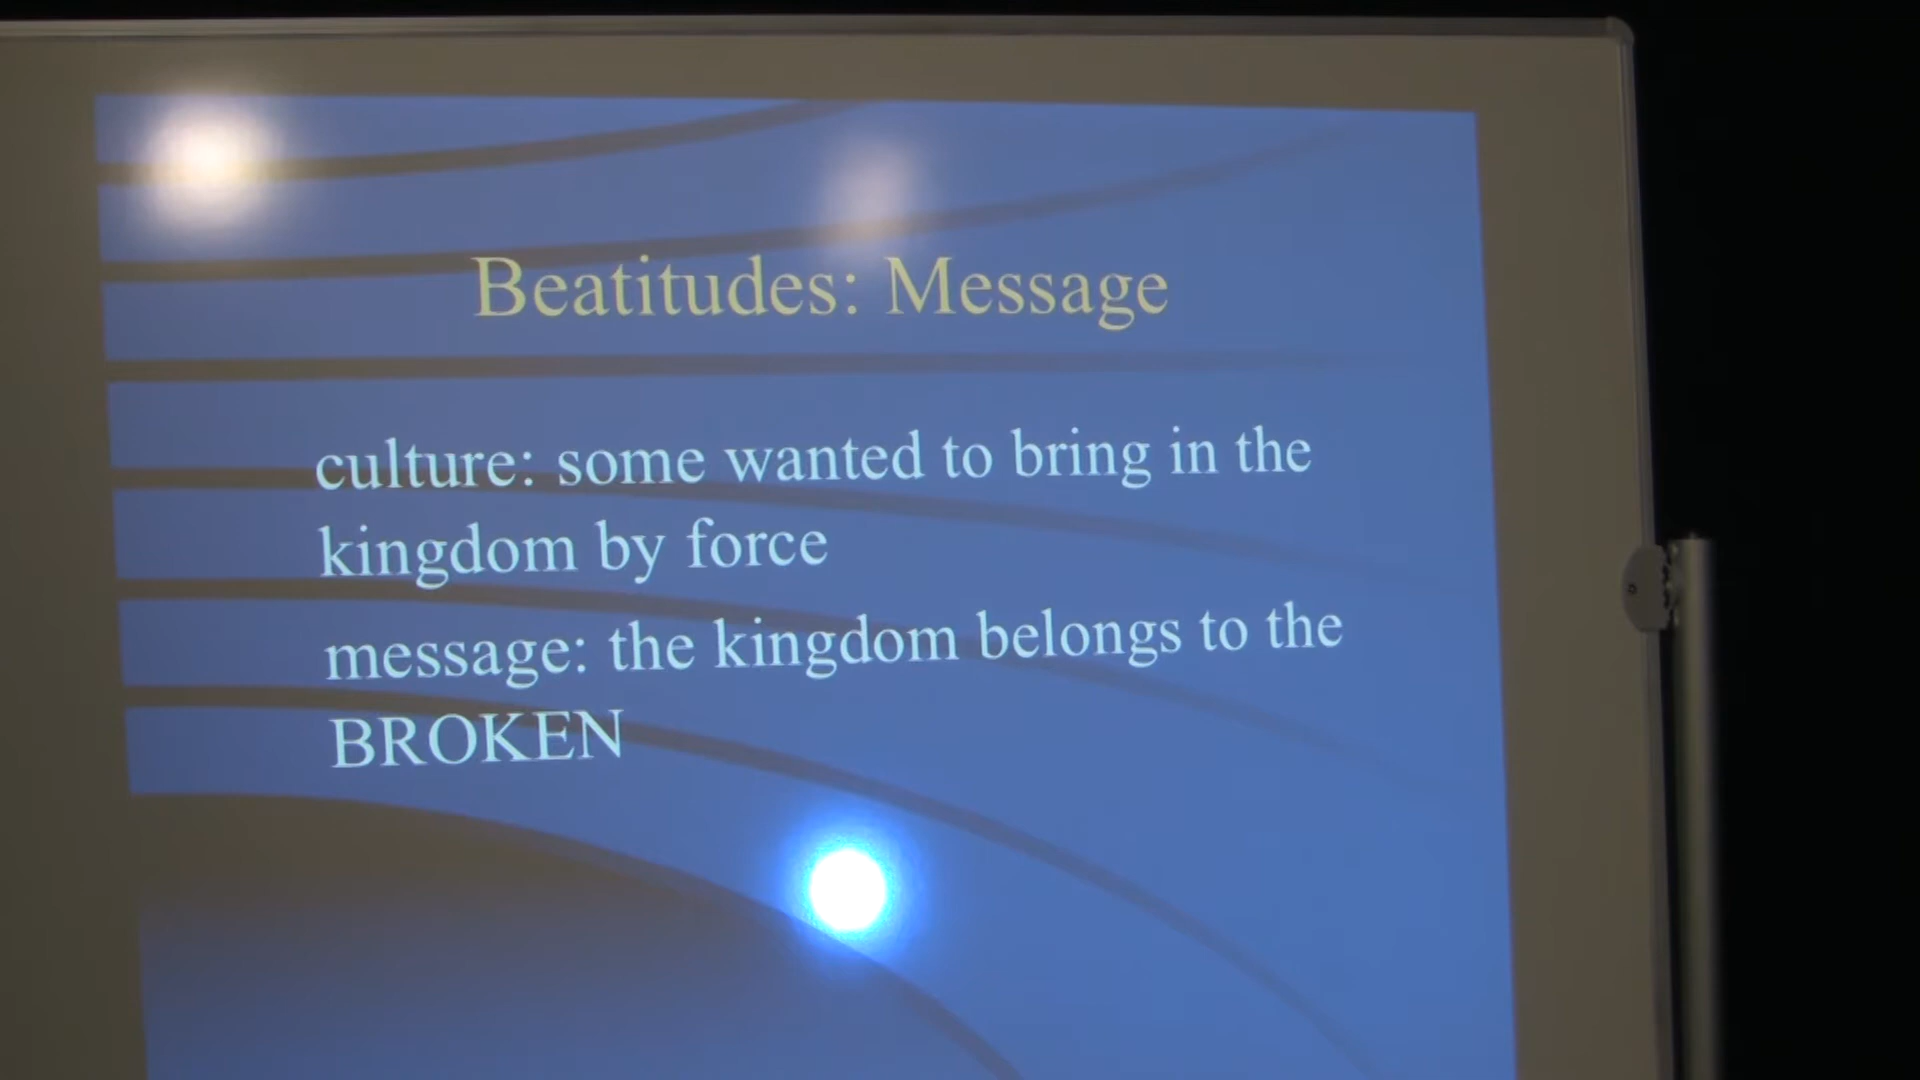 Beatitudes: Message
culture: some wanted to bring in the
kingdom by force
message: the kingdom belongs to the
BROKEN